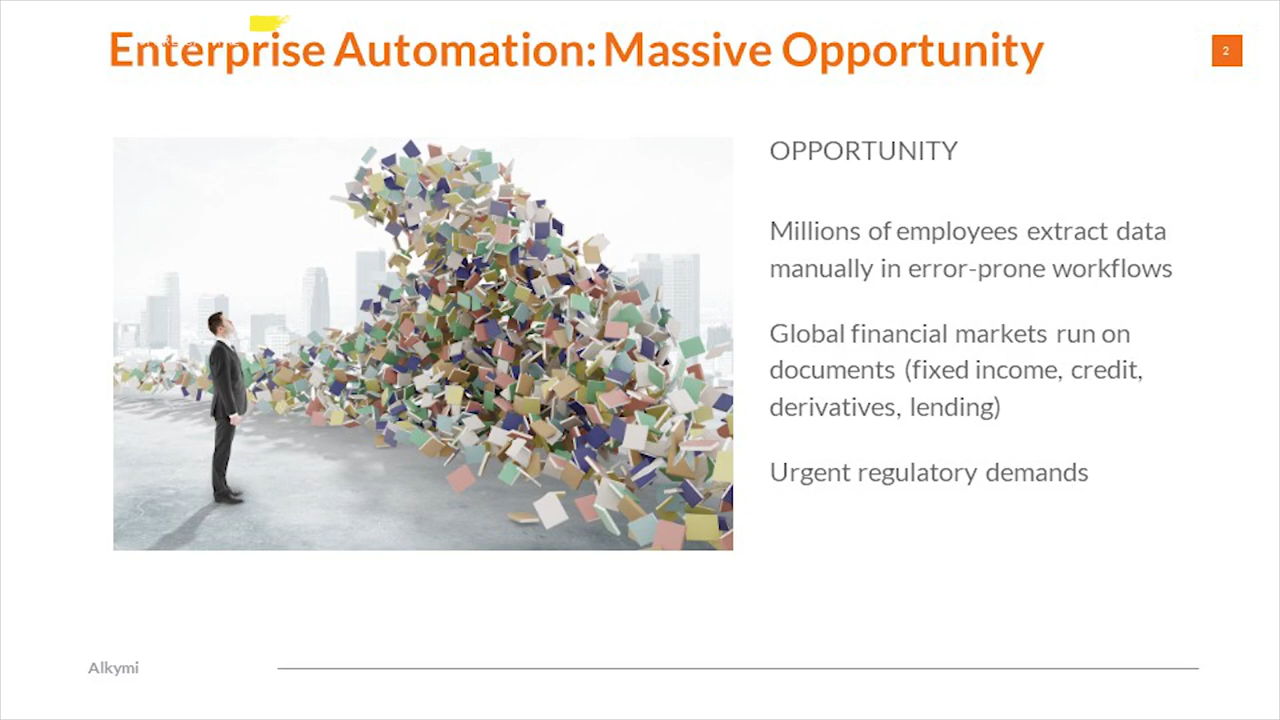 Enterprise Automation: Massive Opportunity
2
OPPORTUNITY
Millions of employees extract data
manually in error-prone workflows
Global financial markets run on
documents (fixed income, credit,
derivatives, lending)
Urgent regulatory demands
Alkymi